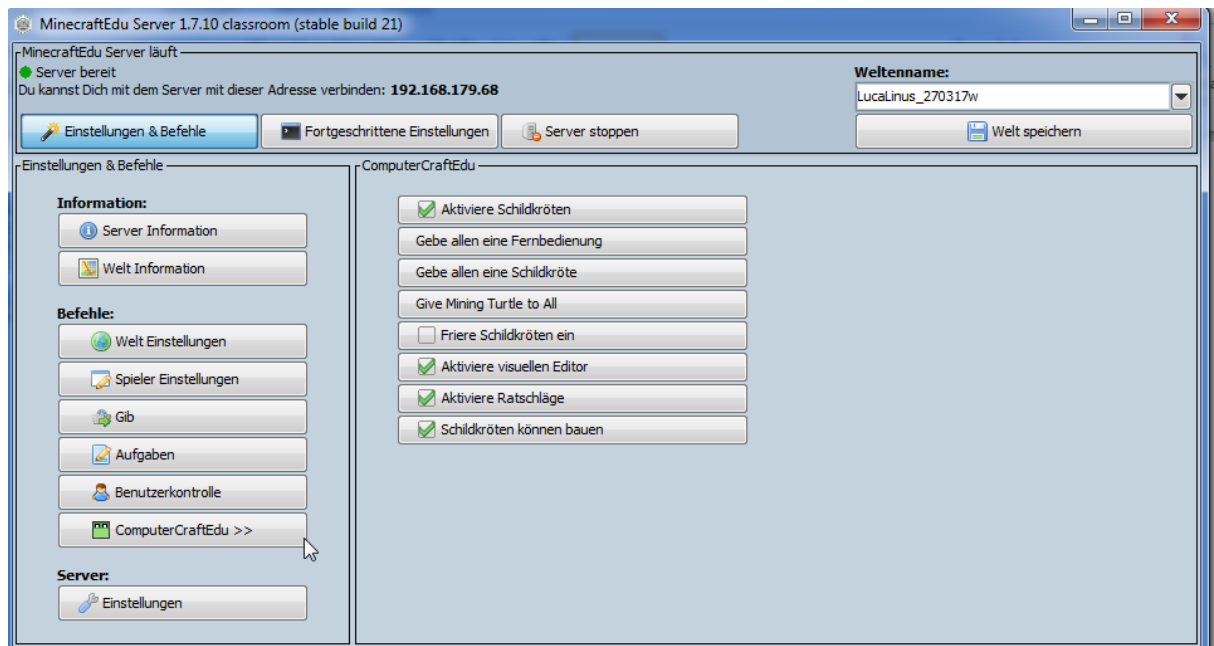 MinecraftEdu Server 1.7.10 classroom (stable build 21)
MinecraftEdu Server läuft
Server bereit
Du kannst Dich mit dem Server mit dieser Adresse verbinden: 192.168.179.68
Weltenname:
LucaLinus_270317w
Einstellungen & Befehle
Fortgeschrittene Einstellungen
Server stoppen
Welt speichern
Einstellungen & Befehle
Information:
Server Information
Welt Information
Befehle:
Welt Einstellungen
Spieler Einstellungen
Gib
Aufgaben
Benutzerkontrolle
ComputerCraftEdu >>
Server:
Einstellungen
ComputerCraftEdu
Aktiviere Schildkröten
Gebe allen eine Fernbedienung
Gebe allen eine Schildkröte
Give Mining Turtle to All
Friere Schildkröten ein
Aktiviere visuellen Editor
Aktiviere Ratschläge
Schildkröten können bauen